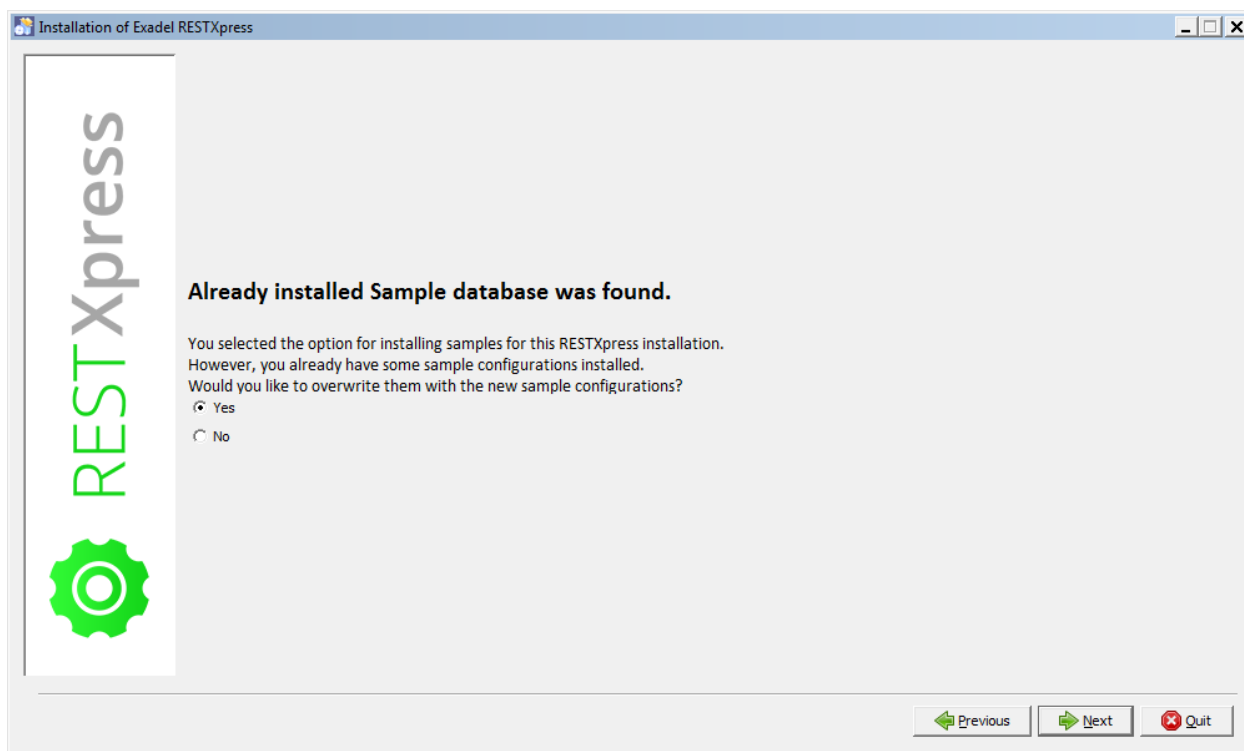 Installation of Exadel RESTXpress
RESTXpress
Already installed Sample database was found.
You selected the option for installing samples for this RESTXpress installation.
However, you already have some sample configurations installed.
Would you like to overwrite them with the new sample configurations?
Yes
No
Previous
Next
Quit